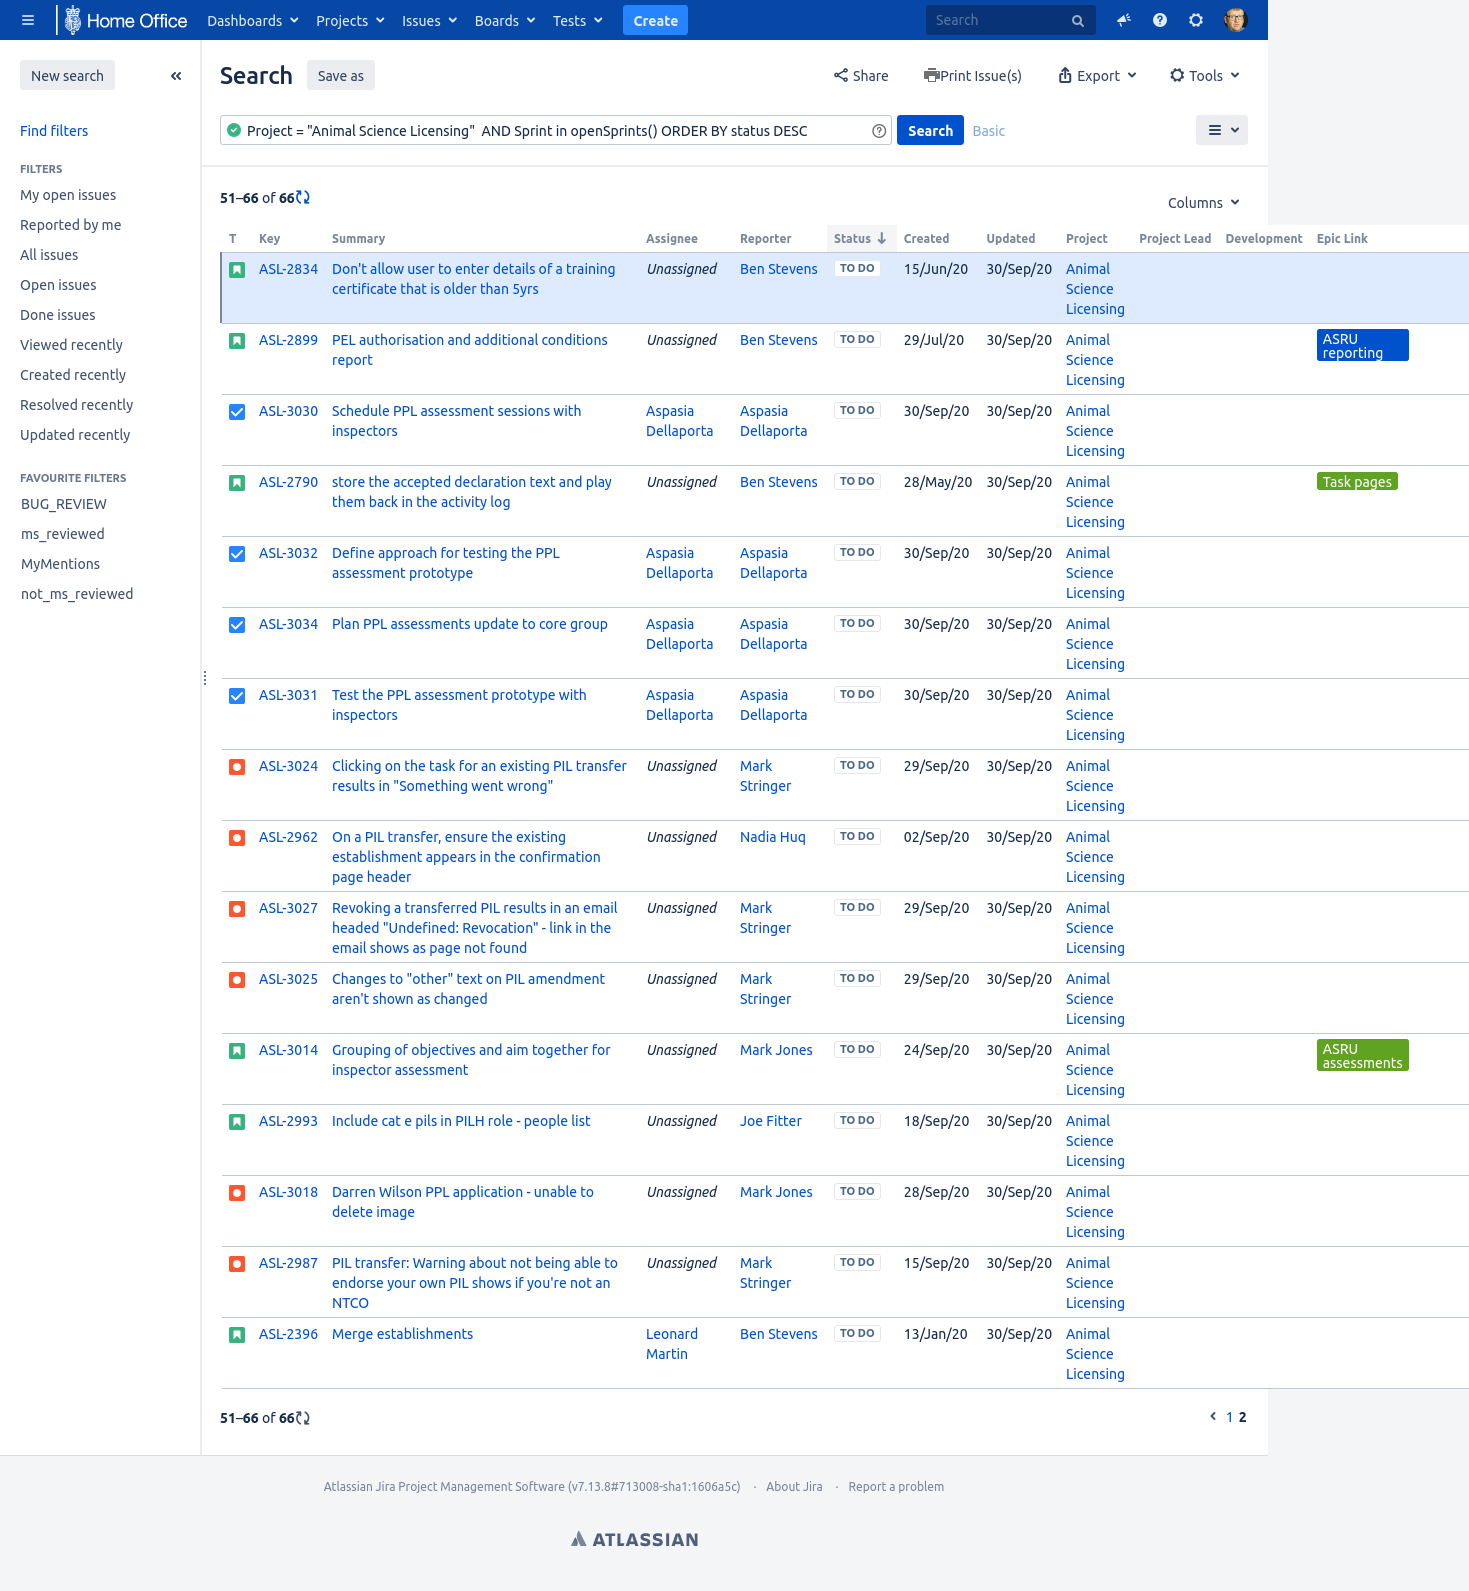 Home Office Dashboards Projects Issues Boards Tests Create Search
New search
Search Save as Share Print Issue(s) Export Tools
Find filters
Project = "Animal Science Licensing"  AND Sprint in openSprints() ORDER BY status DESC Search Basic
FILTERS
My open issues
Reported by me
All issues
Open issues
Done issues
Viewed recently
Created recently
Resolved recently
Updated recently
FAVOURITE FILTERS
BUG_REVIEW
ms_reviewed
MyMentions
not_ms_reviewed
51–66 of 66
Columns
T Key Summary Assignee Reporter Status Created Updated Project Project Lead Development Epic Link
ASL-2834 Don't allow user to enter details of a training Unassigned Ben Stevens TO DO 15/Jun/20 30/Sep/20 Animal
certificate that is older than 5yrs Science
Licensing
ASL-2899 PEL authorisation and additional conditions Unassigned Ben Stevens TO DO 29/Jul/20 30/Sep/20 Animal ASRU
report Science reporting
Licensing
ASL-3030 Schedule PPL assessment sessions with Aspasia Aspasia TO DO 30/Sep/20 30/Sep/20 Animal
inspectors Dellaporta Dellaporta Science
Licensing
ASL-2790 store the accepted declaration text and play Unassigned Ben Stevens TO DO 28/May/20 30/Sep/20 Animal Task pages
them back in the activity log Science
Licensing
ASL-3032 Define approach for testing the PPL Aspasia Aspasia TO DO 30/Sep/20 30/Sep/20 Animal
assessment prototype Dellaporta Dellaporta Science
Licensing
ASL-3034 Plan PPL assessments update to core group Aspasia Aspasia TO DO 30/Sep/20 30/Sep/20 Animal
Dellaporta Dellaporta Science
Licensing
ASL-3031 Test the PPL assessment prototype with Aspasia Aspasia TO DO 30/Sep/20 30/Sep/20 Animal
inspectors Dellaporta Dellaporta Science
Licensing
ASL-3024 Clicking on the task for an existing PIL transfer Unassigned Mark TO DO 29/Sep/20 30/Sep/20 Animal
results in "Something went wrong" Stringer Science
Licensing
ASL-2962 On a PIL transfer, ensure the existing Unassigned Nadia Huq TO DO 02/Sep/20 30/Sep/20 Animal
establishment appears in the confirmation Science
page header Licensing
ASL-3027 Revoking a transferred PIL results in an email Unassigned Mark TO DO 29/Sep/20 30/Sep/20 Animal
headed "Undefined: Revocation" - link in the Stringer Science
email shows as page not found Licensing
ASL-3025 Changes to "other" text on PIL amendment Unassigned Mark TO DO 29/Sep/20 30/Sep/20 Animal
aren't shown as changed Stringer Science
Licensing
ASL-3014 Grouping of objectives and aim together for Unassigned Mark Jones TO DO 24/Sep/20 30/Sep/20 Animal ASRU
inspector assessment Science assessments
Licensing
ASL-2993 Include cat e pils in PILH role - people list Unassigned Joe Fitter TO DO 18/Sep/20 30/Sep/20 Animal
Science
Licensing
ASL-3018 Darren Wilson PPL application - unable to Unassigned Mark Jones TO DO 28/Sep/20 30/Sep/20 Animal
delete image Science
Licensing
ASL-2987 PIL transfer: Warning about not being able to Unassigned Mark TO DO 15/Sep/20 30/Sep/20 Animal
endorse your own PIL shows if you're not an Stringer Science
NTCO Licensing
ASL-2396 Merge establishments Leonard Ben Stevens TO DO 13/Jan/20 30/Sep/20 Animal
Martin Science
Licensing
51–66 of 66 1 2
Atlassian Jira Project Management Software (v7.13.8#713008-sha1:1606a5c) · About Jira · Report a problem
ATLASSIAN